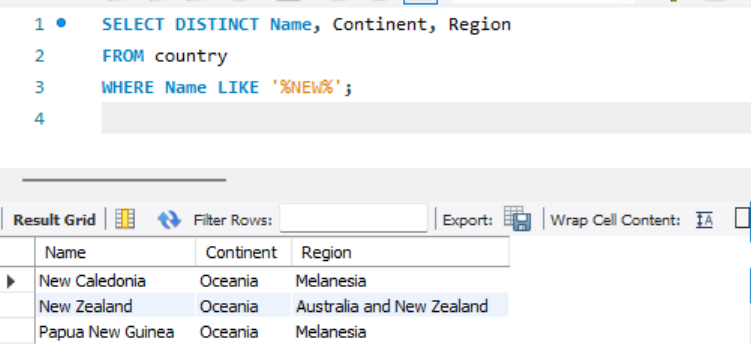 1 SELECT DISTINCT Name, Continent, Region
2 FROM country
3 WHERE Name LIKE '%NEW%';
4
Result Grid Filter Rows: Export: Wrap Cell Content: IA
Name Continent Region
New Caledonia Oceania Melanesia
New Zealand Oceania Australia and New Zealand
Papua New Guinea Oceania Melanesia